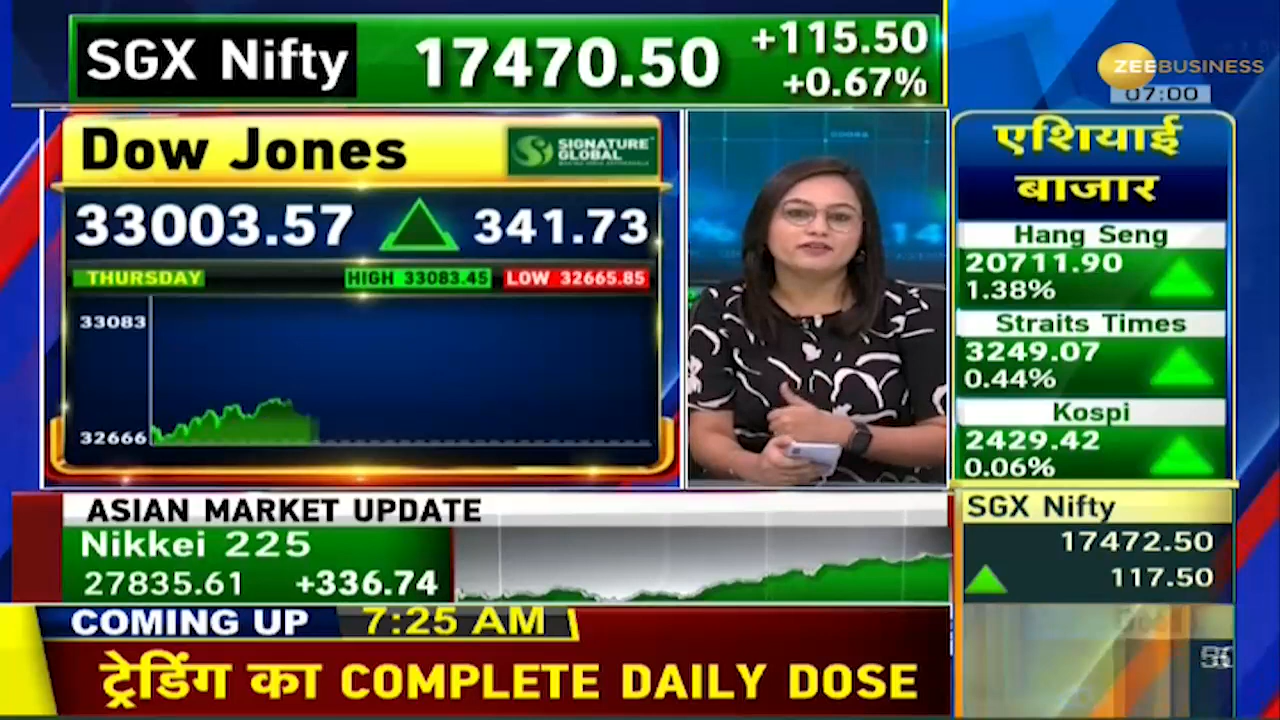 SGX Nifty
17470.50
+115.50
+0.67%
ZEEBUSINESS
07:00
Dow Jones
SIGNATURE
GLOBAL
33003.57
341.73
THURSDAY
HIGH 33083.45
LOW 32665.85
33083
32666
एशियाई
बाजार
Hang Seng
20711.90
1.38%
Straits Times
3249.07
0.44%
Kospi
2429.42
0.06%
ASIAN MARKET UPDATE
Nikkei 225
27835.61 +336.74
SGX Nifty
17472.50
117.50
COMING UP 7:25 AM
ट्रेडिंग का COMPLETE DAILY DOSE